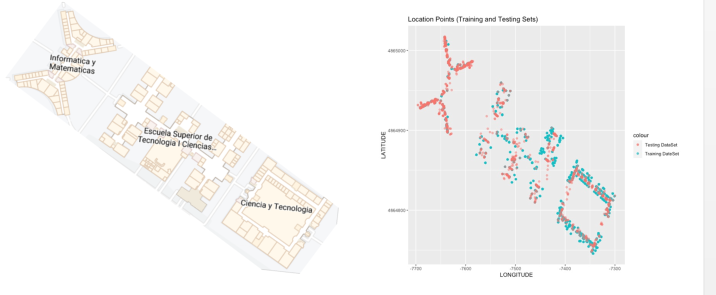 Informatica y
Matematicas
Escuela Superior de
Tecnologia I Ciencias...
Ciencia y Tecnologia
Location Points (Training and Testing Sets)
LATITUDE
-7700
-7600
-7500
-7400
-7300
LONGITUDE
colour
Testing DataSet
Training DataSet